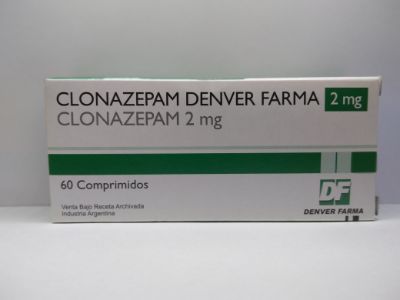 CLONAZEPAM DENVER FARMA 2 mg
CLONAZEPAM 2 mg
60 Comprimidos
Venta Bajo Receta Archivada
Industria Argentina
DF
DENVER FARMA